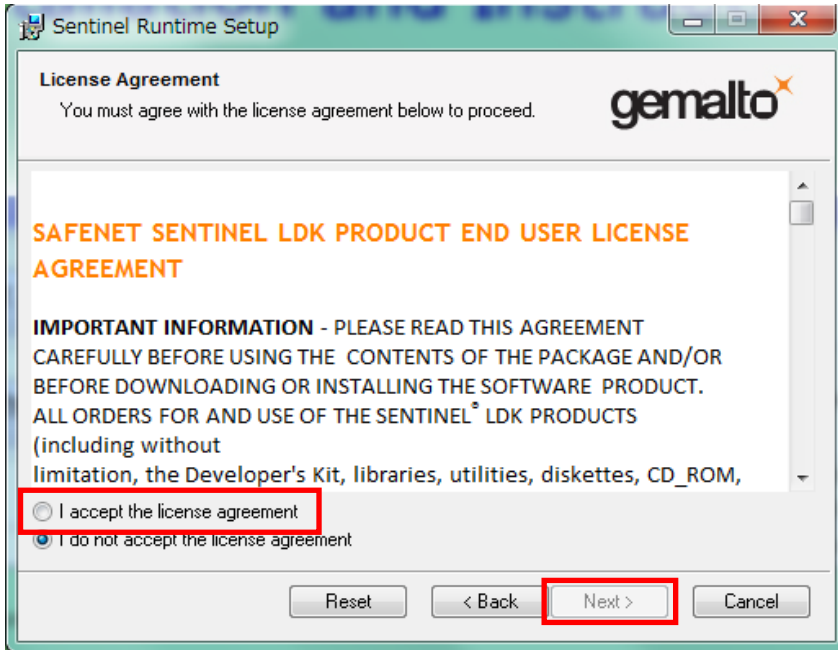 Sentinel Runtime Setup
License Agreement
You must agree with the license agreement below to proceed.
gemalto
SAFENET SENTINEL LDK PRODUCT END USER LICENSE
AGREEMENT
IMPORTANT INFORMATION - PLEASE READ THIS AGREEMENT
CAREFULLY BEFORE USING THE CONTENTS OF THE PACKAGE AND/OR
BEFORE DOWNLOADING OR INSTALLING THE SOFTWARE PRODUCT.
ALL ORDERS FOR AND USE OF THE SENTINEL® LDK PRODUCTS
(including without
limitation, the Developer's Kit, libraries, utilities, diskettes, CD_ROM,
I accept the license agreement
I do not accept the license agreement
Reset
< Back
Next >
Cancel